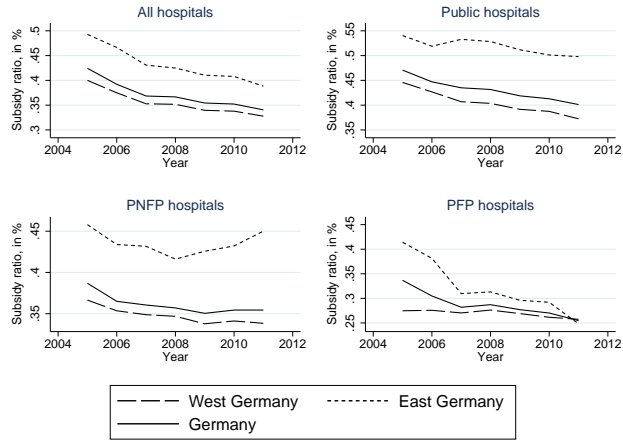 All hospitals
Subsidy ratio, in %
.5
.45
.4
.35
.3
2004 2006 2008 2010 2012
Year
Public hospitals
Subsidy ratio, in %
.55
.5
.45
.4
.35
2004 2006 2008 2010 2012
Year
PNFP hospitals
Subsidy ratio, in %
.45
.4
.35
2004 2006 2008 2010 2012
Year
PFP hospitals
Subsidy ratio, in %
.45
.4
.35
.3
.25
2004 2006 2008 2010 2012
Year
West Germany
East Germany
Germany